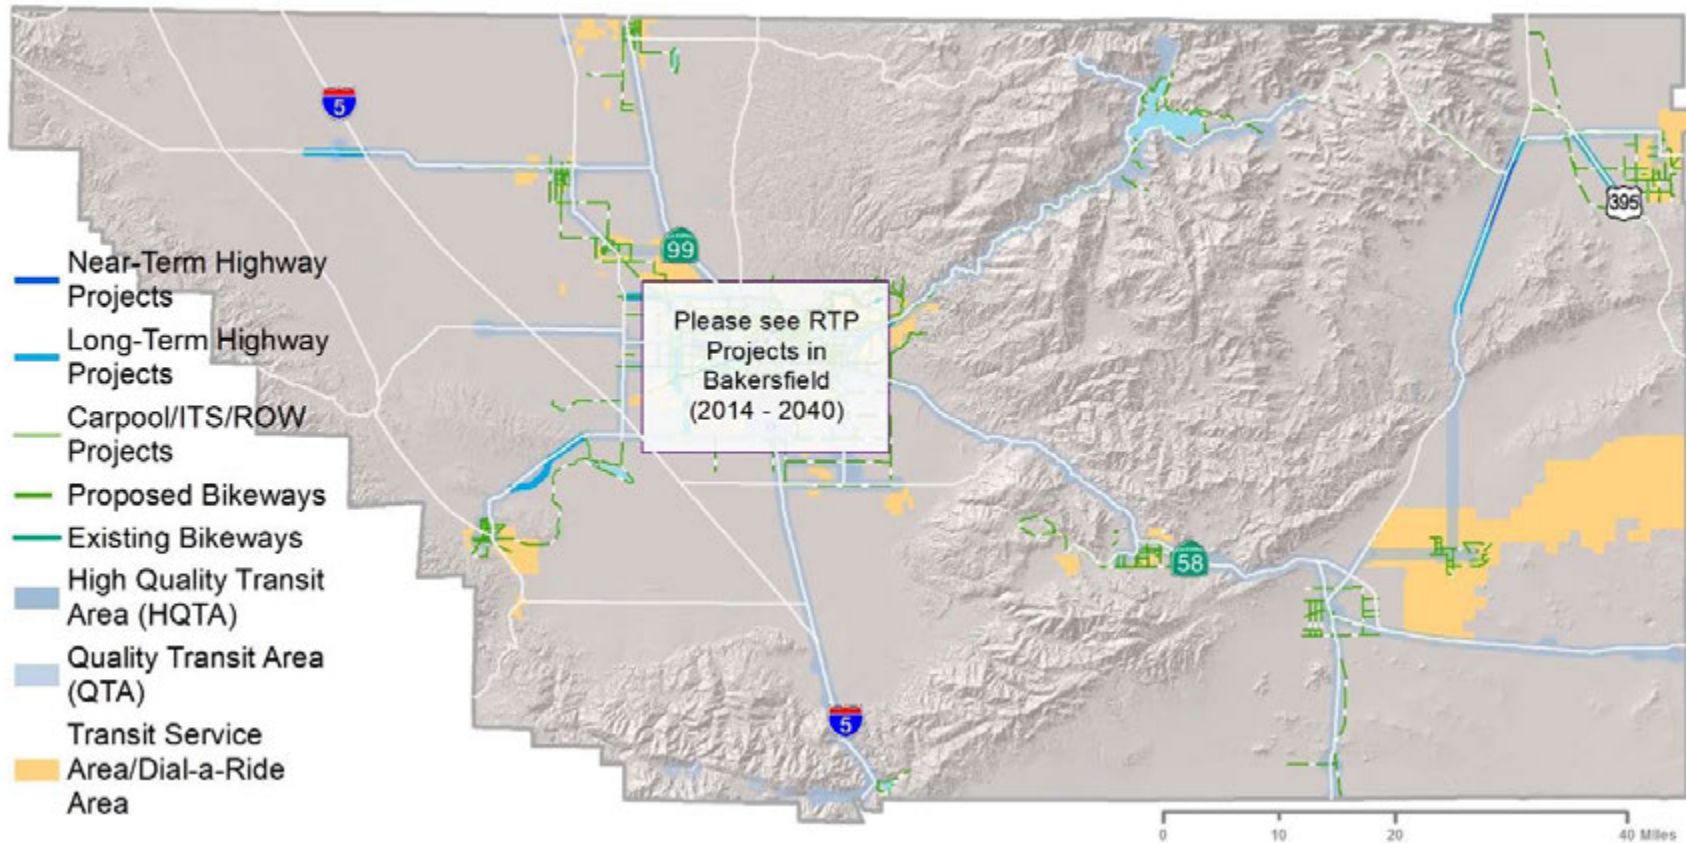 5
99
395
Near-Term Highway
Projects
Long-Term Highway
Projects
Carpool/ITS/ROW
Projects
Proposed Bikeways
Existing Bikeways
High Quality Transit
Area (HQTA)
Quality Transit Area
(QTA)
Transit Service
Area/Dial-a-Ride
Area
Please see RTP
Projects in
Bakersfield
(2014 - 2040)
58
5
0 10 20 40 Miles